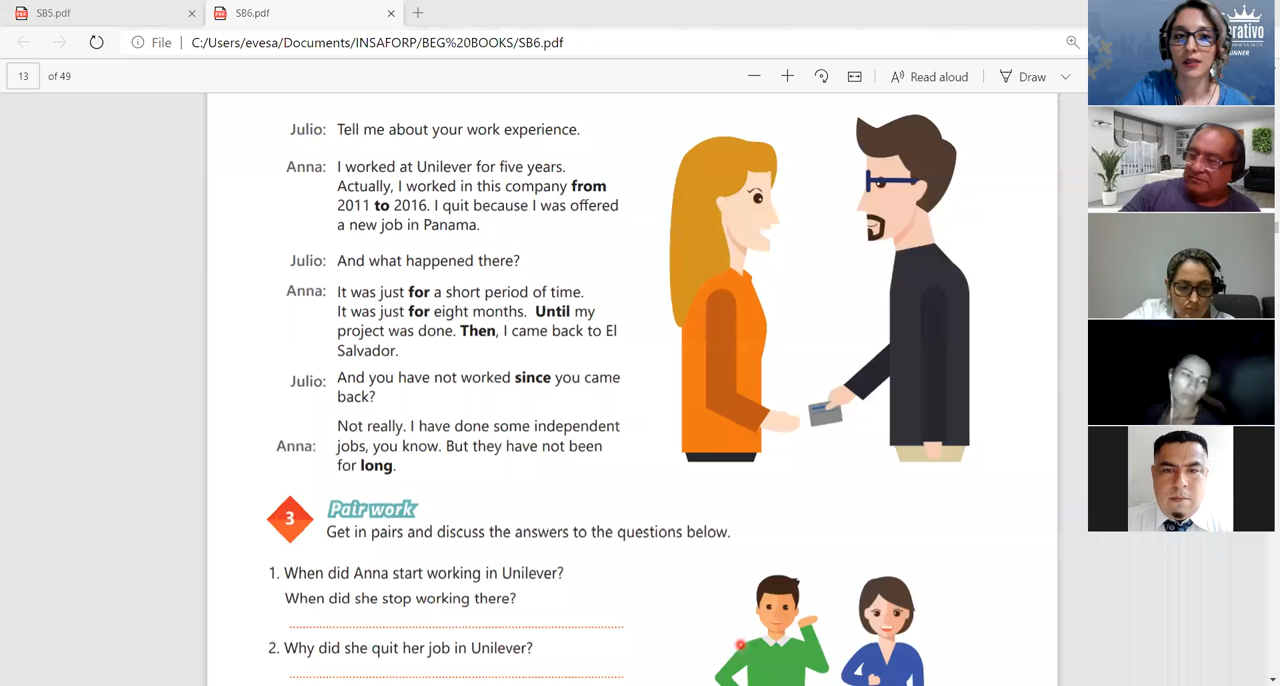 SB5.pdf
SB6.pdf
File
C:/Users/evesa/Documents/INSAFORP/BEG%20BOOKS/SB6.pdf
13 of 49
Read aloud
Draw
Julio: Tell me about your work experience.
Anna: I worked at Unilever for five years.
Actually, I worked in this company from
2011 to 2016. I quit because I was offered
a new job in Panama.
Julio: And what happened there?
Anna: It was just for a short period of time.
It was just for eight months. Until my
project was done. Then, I came back to El
Salvador.
Julio: And you have not worked since you came
back?
Not really. I have done some independent
Anna: jobs, you know. But they have not been
for long.
3
Pair work
Get in pairs and discuss the answers to the questions below.
1. When did Anna start working in Unilever?
When did she stop working there?
2. Why did she quit her job in Unilever?
erativo